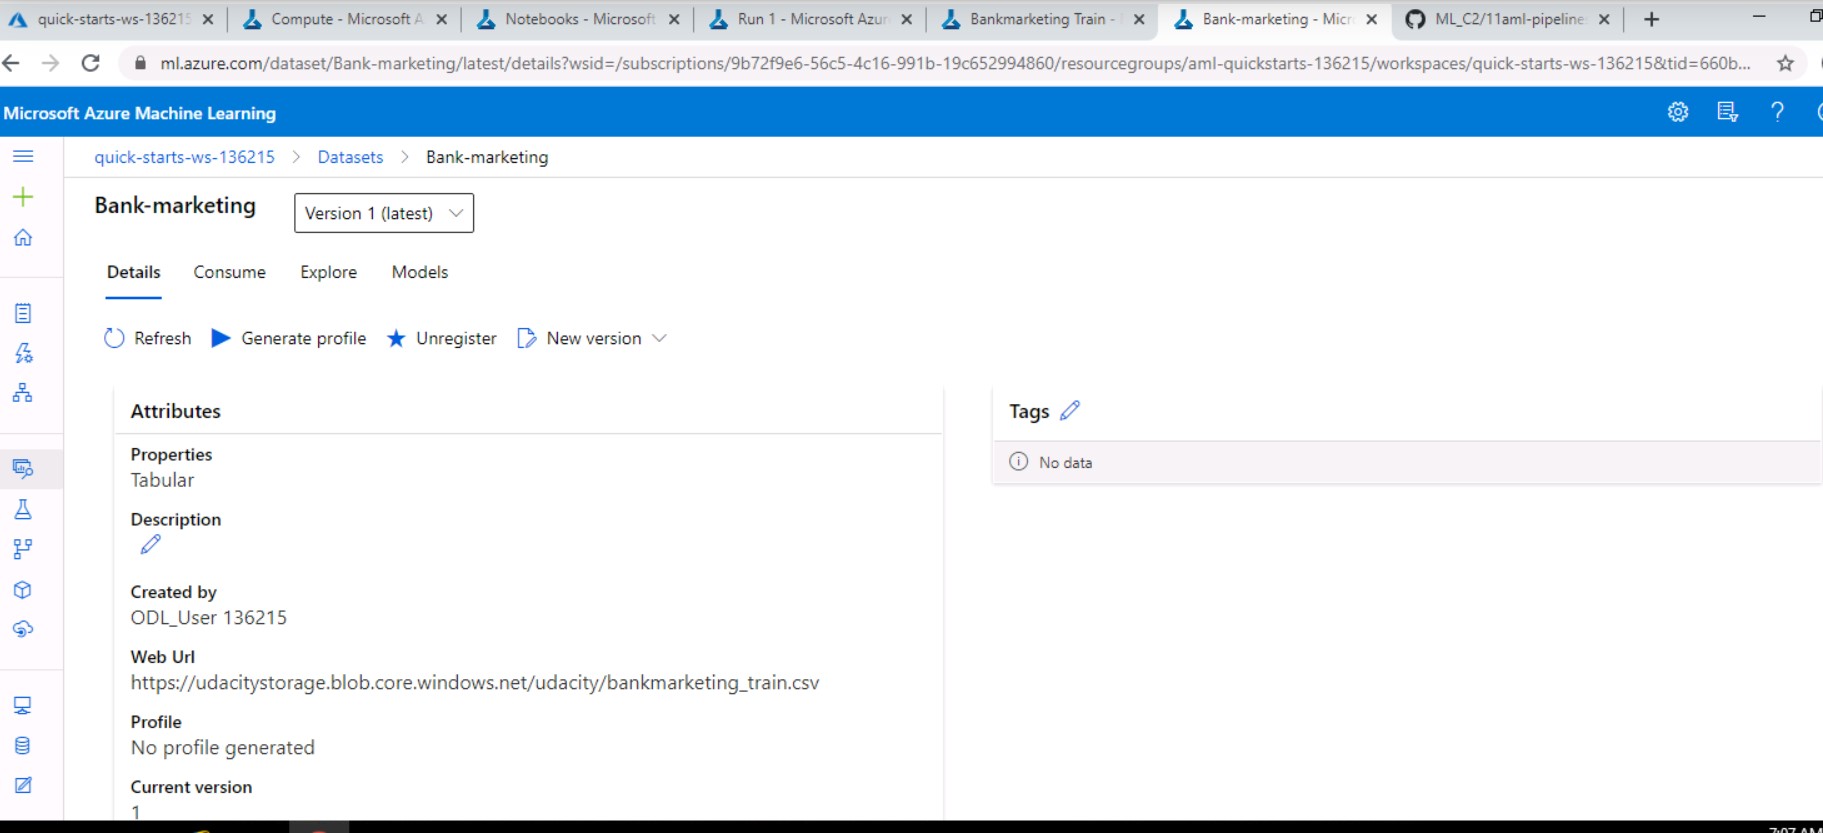 quick-starts-ws-136215
Compute - Microsoft A
Notebooks - Microsoft
Run 1 - Microsoft Azur
Bankmarketing Train -
Bank-marketing - Micr
ML_C2/11aml-pipeline
ml.azure.com/dataset/Bank-marketing/latest/details?wsid=/subscriptions/9b72f9e6-56c5-4c16-991b-19c652994860/resourcegroups/aml-quickstarts-136215/workspaces/quick-starts-ws-136215&tid=660b...
Microsoft Azure Machine Learning
quick-starts-ws-136215 > Datasets > Bank-marketing
Bank-marketing
Version 1 (latest)
Details Consume Explore Models
Refresh Generate profile Unregister New version
Attributes
Properties
Tabular
Description
Created by
ODL_User 136215
Web Url
https://udacitystorage.blob.core.windows.net/udacity/bankmarketing_train.csv
Profile
No profile generated
Current version
1
Tags
No data
7:07 AM